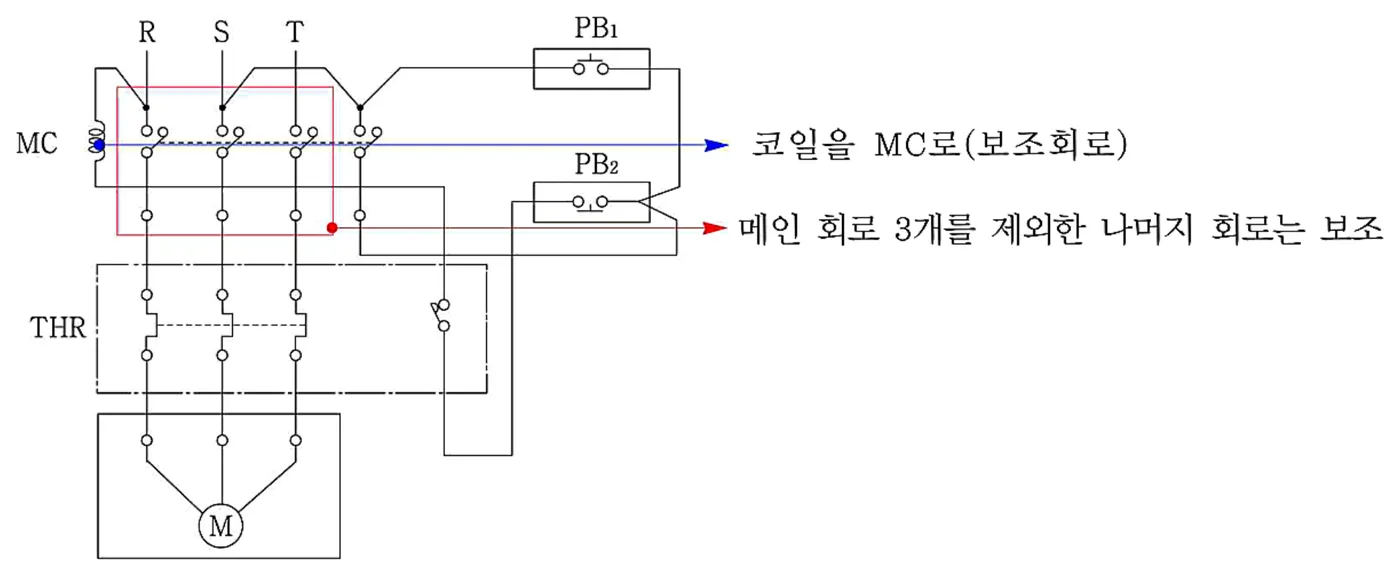 R S T
PB₁
MC
코일을 MC로(보조회로)
PB₂
메인 회로 3개를 제외한 나머지 회로는 보조
THR
M